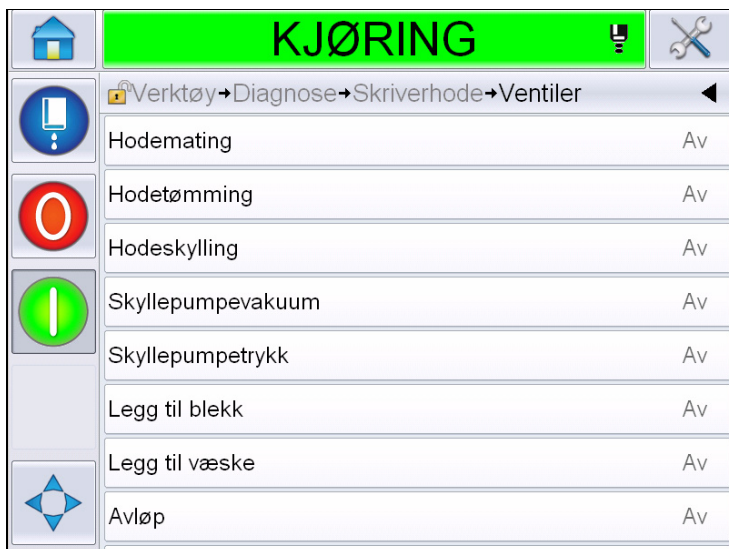 KJØRING
Verktøy→Diagnose→Skriverhode→Ventiler
Hodemating Av
Hodetømming Av
Hodeskylling Av
Skyllepumpevakuum Av
Skyllepumpetrykk Av
Legg til blekk Av
Legg til væske Av
Avløp Av